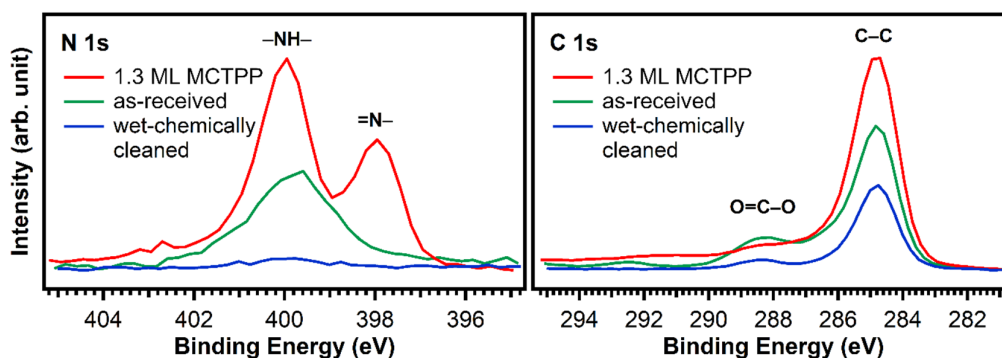 N 1s
–NH–
=N–
1.3 ML MCTPP
as-received
wet-chemically
cleaned
Intensity (arb. unit)
404 402 400 398 396
Binding Energy (eV)
C 1s
C–C
1.3 ML MCTPP
as-received
wet-chemically
cleaned
O=C–O
294 292 290 288 286 284 282
Binding Energy (eV)